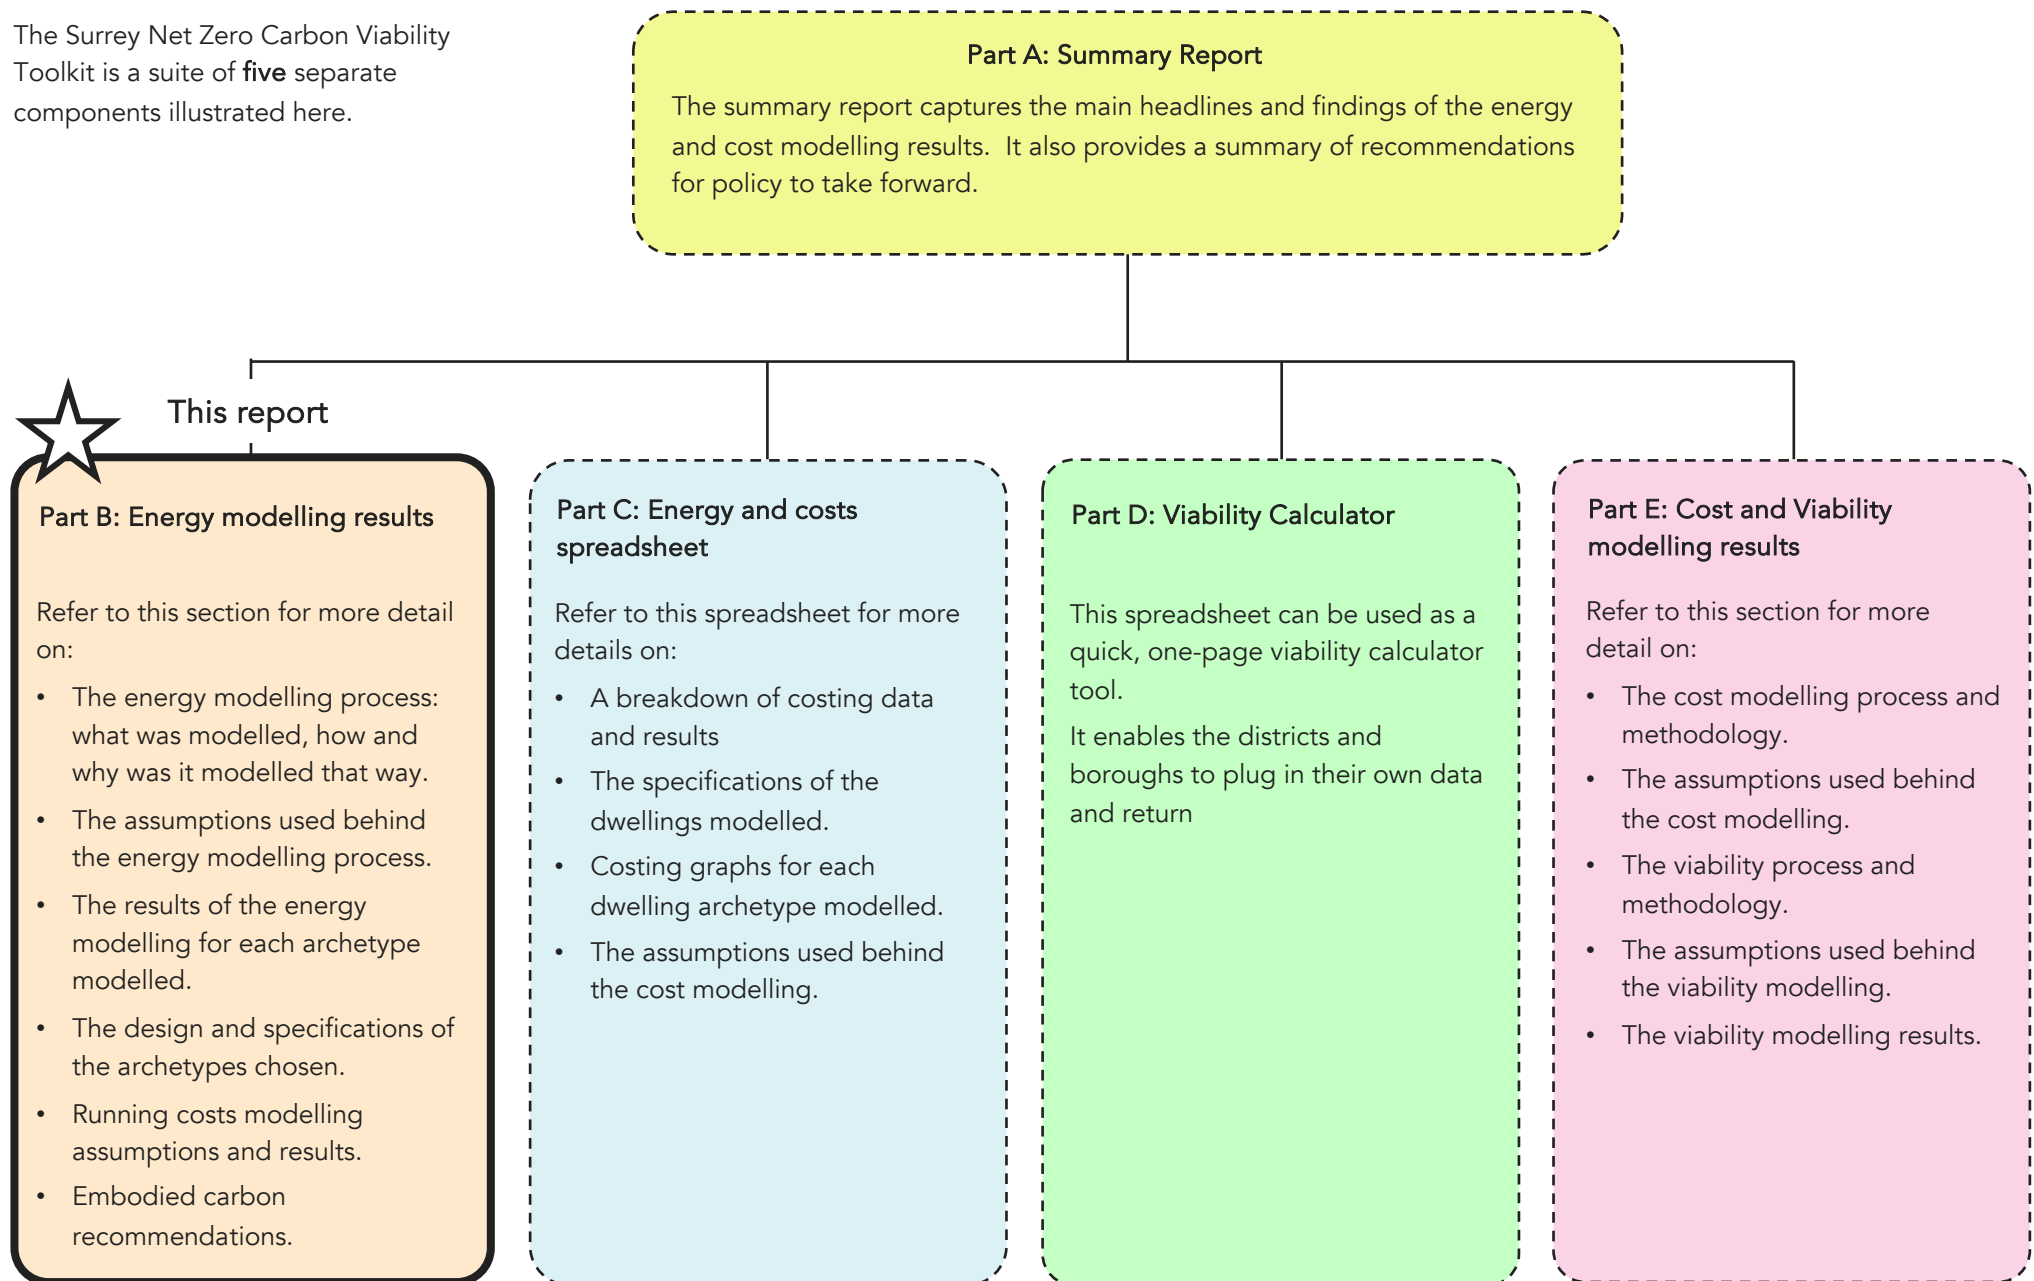 The Surrey Net Zero Carbon Viability
Toolkit is a suite of five separate
components illustrated here.
Part A: Summary Report
The summary report captures the main headlines and findings of the energy
and cost modelling results.  It also provides a summary of recommendations
for policy to take forward.
This report
Part B: Energy modelling results
Refer to this section for more detail
on:
• The energy modelling process:
what was modelled, how and
why was it modelled that way.
• The assumptions used behind
the energy modelling process.
• The results of the energy
modelling for each archetype
modelled.
• The design and specifications of
the archetypes chosen.
• Running costs modelling
assumptions and results.
• Embodied carbon
recommendations.
Part C: Energy and costs
spreadsheet
Refer to this spreadsheet for more
details on:
• A breakdown of costing data
and results
• The specifications of the
dwellings modelled.
• Costing graphs for each
dwelling archetype modelled.
• The assumptions used behind
the cost modelling.
Part D: Viability Calculator
This spreadsheet can be used as a
quick, one-page viability calculator
tool.
It enables the districts and
boroughs to plug in their own data
and return
Part E: Cost and Viability
modelling results
Refer to this section for more
detail on:
• The cost modelling process and
methodology.
• The assumptions used behind
the cost modelling.
• The viability process and
methodology.
• The assumptions used behind
the viability modelling.
• The viability modelling results.